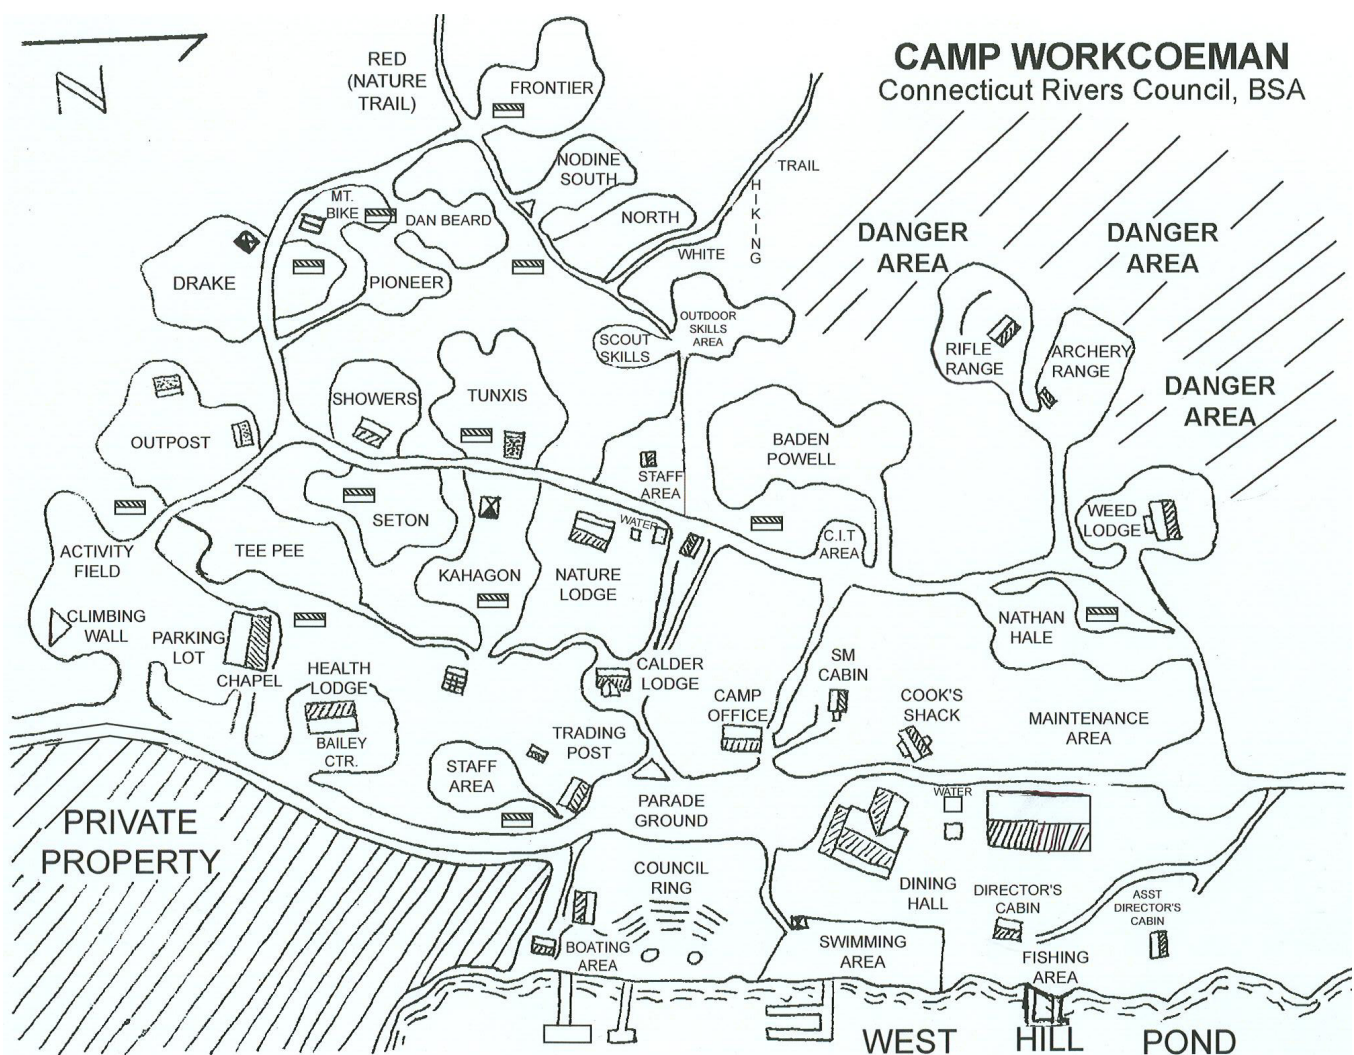 CAMP WORKCOEMAN
Connecticut Rivers Council, BSA
N
RED
(NATURE
TRAIL)
FRONTIER
NODINE
SOUTH
NORTH
TRAIL
HIKING
WHITE
MT.
BIKE
DAN BEARD
DRAKE
PIONEER
DANGER
AREA
DANGER
AREA
DANGER
AREA
OUTDOOR
SKILLS
AREA
SCOUT
SKILLS
RIFLE
RANGE
ARCHERY
RANGE
SHOWERS
TUNXIS
OUTPOST
BADEN
POWELL
STAFF
AREA
WEED
LODGE
SETON
WATER
C.I.T
AREA
ACTIVITY
FIELD
TEE PEE
KAHAGON
NATURE
LODGE
CLIMBING
WALL
PARKING
LOT
CHAPEL
NATHAN
HALE
HEALTH
LODGE
BAILEY
CTR.
CALDER
LODGE
SM
CABIN
CAMP
OFFICE
COOK'S
SHACK
MAINTENANCE
AREA
TRADING
POST
STAFF
AREA
PARADE
GROUND
WATER
PRIVATE
PROPERTY
COUNCIL
RING
DINING
HALL
DIRECTOR'S
CABIN
ASST
DIRECTOR'S
CABIN
BOATING
AREA
SWIMMING
AREA
FISHING
AREA
WEST HILL POND